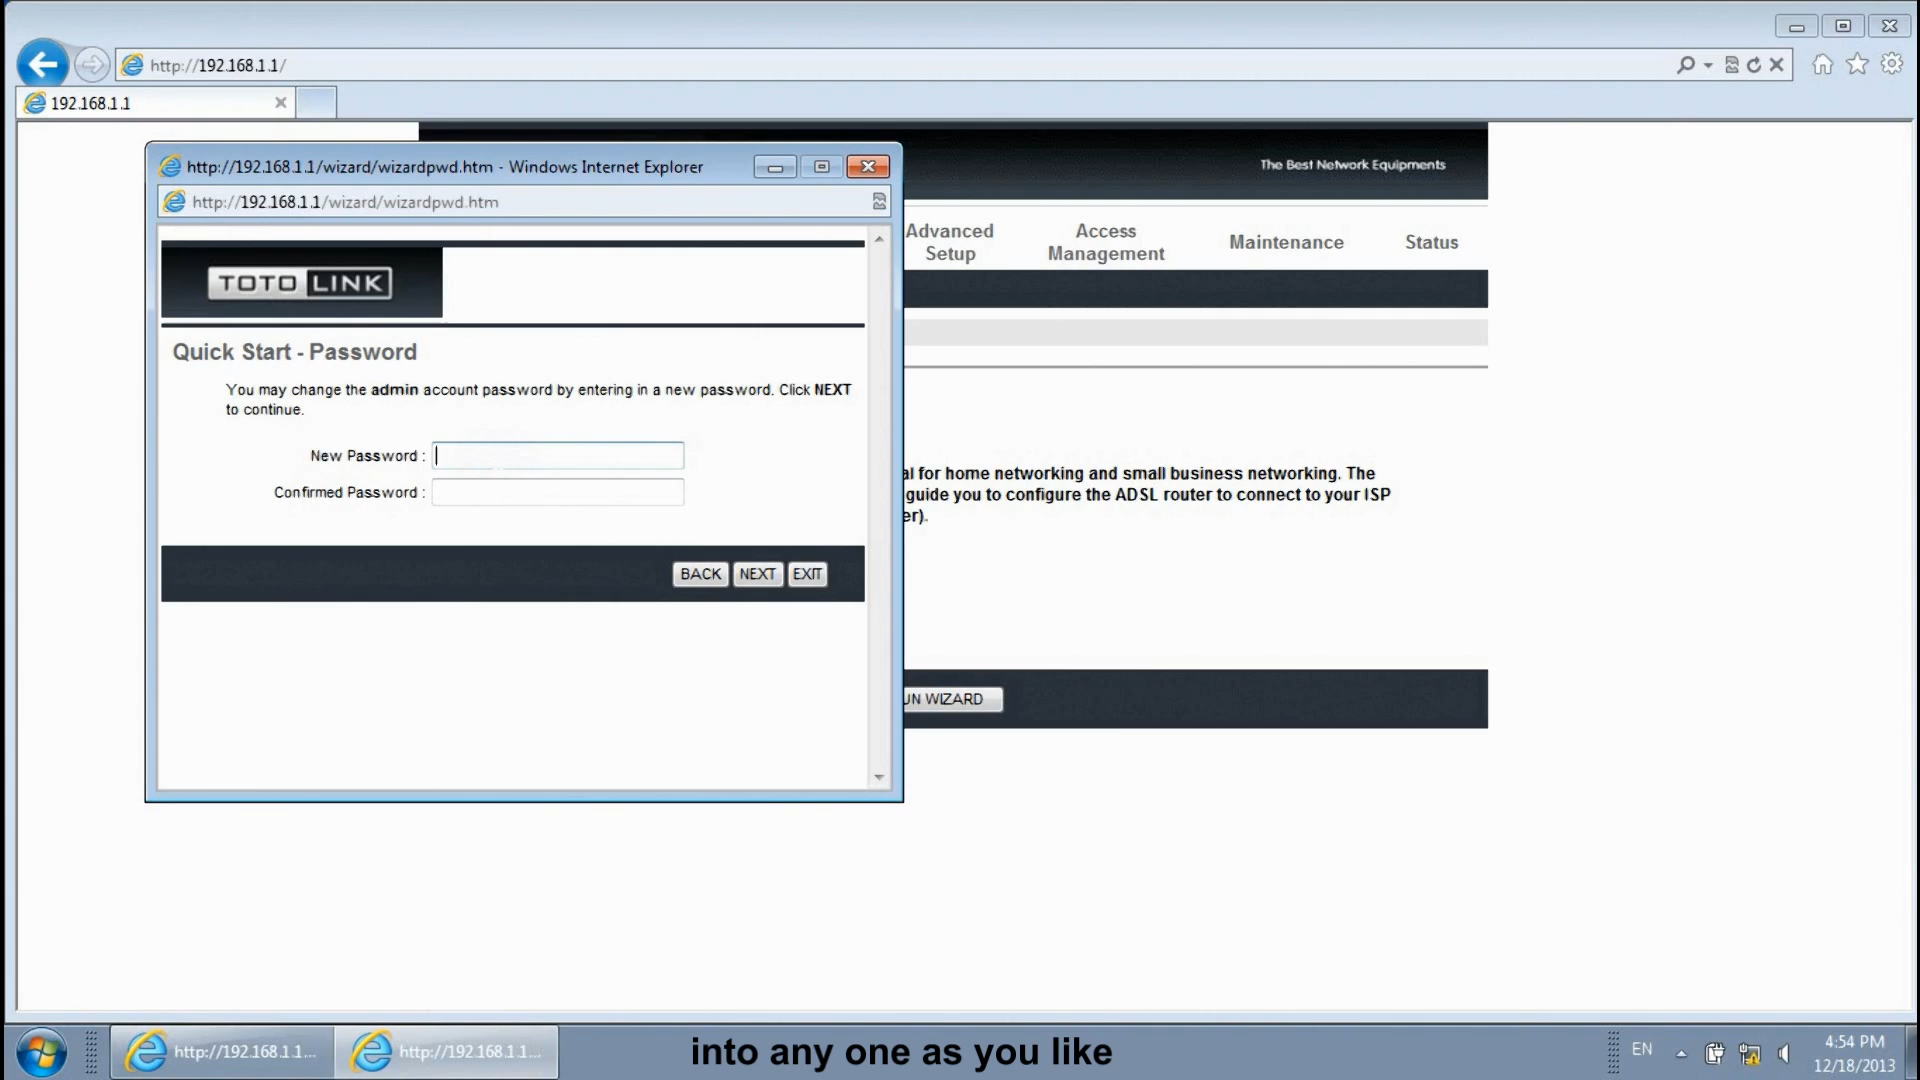 http://192.168.1.1/
192.168.1.1
The Best Network Equipments
http://192.168.1.1/wizard/wizardpwd.htm - Windows Internet Explorer
http://192.168.1.1/wizard/wizardpwd.htm
Advanced
Setup
Access
Management
Maintenance
Status
TOTO LINK
Quick Start - Password
You may change the admin account password by entering in a new password. Click NEXT
to continue.
New Password :
Confirmed Password :
BACK NEXT EXIT
al for home networking and small business networking. The
guide you to configure the ADSL router to connect to your ISP
er).
UN WIZARD
http://192.168.1.1...
http://192.168.1.1...
into any one as you like
EN
4:54 PM
12/18/2013